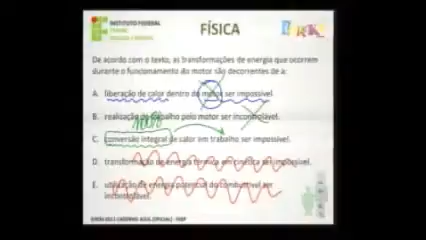 INSTITUTO FEDERAL
FÍSICA
De acordo com o texto, as transformações de energia que ocorrem
durante o funcionamento do motor são decorrentes de a:
A. liberação de calor dentro do motor ser impossível.
B. realização de trabalho pelo motor ser incontrolável.
100%
C. conversão integral de calor em trabalho ser impossível.
D. transformação de energia térmica em cinética ser impossível.
E. utilização de energia potencial do combustível ser
incontrolável.